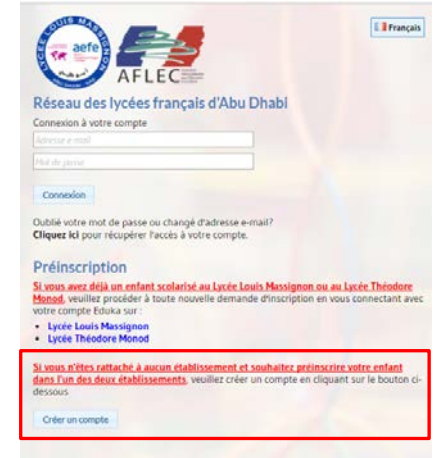 LYCÉE LOUIS MASSIGNON
aefe
AFLEC
Français
Réseau des lycées français d'Abu Dhabi
Connexion à votre compte
Adresse e-mail
Mot de passe
Connexion
Oublié votre mot de passe ou changé d'adresse e-mail?
Cliquez ici pour récupérer l'accès à votre compte.
Préinscription
Si vous avez déjà un enfant scolarisé au Lycée Louis Massignon ou au Lycée Théodore
Monod, veuillez procéder à toute nouvelle demande d'inscription en vous connectant avec
votre compte Eduka sur :
• Lycée Louis Massignon
• Lycée Théodore Monod
Si vous n'êtes rattaché à aucun établissement et souhaitez préinscrire votre enfant
dans l'un des deux établissements, veuillez créer un compte en cliquant sur le bouton ci-
dessous
Créer un compte